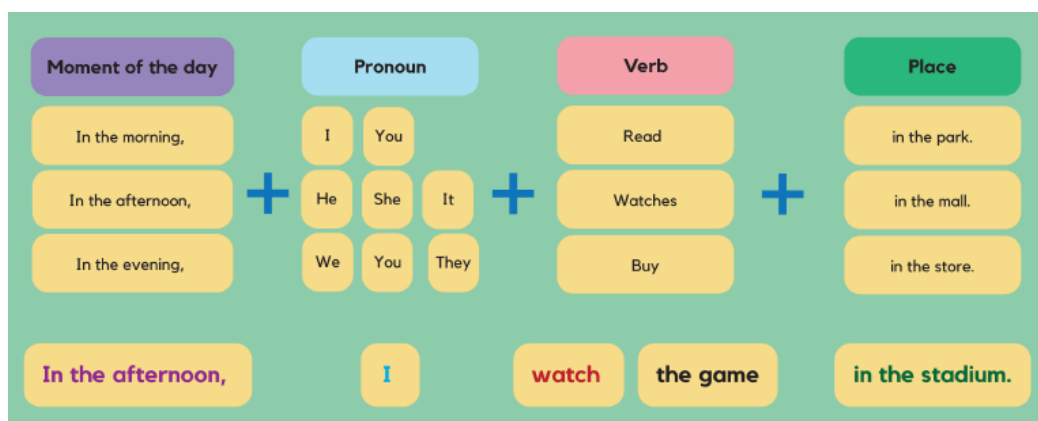 Moment of the day Pronoun Verb Place
In the morning, I You Read in the park.
In the afternoon, He She It Watches in the mall.
In the evening, We You They Buy in the store.
In the afternoon, I watch the game in the stadium.